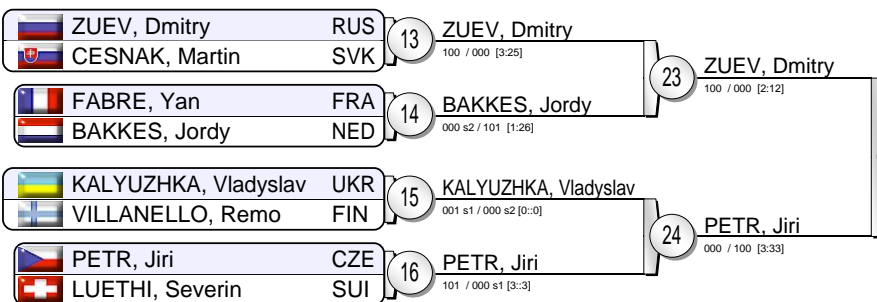 ZUEV, Dmitry RUS
CESNAK, Martin SVK
13
ZUEV, Dmitry
100 / 000 [3:25]
FABRE, Yan FRA
BAKKES, Jordy NED
14
BAKKES, Jordy
000 s2 / 101 [1:26]
23
ZUEV, Dmitry
100 / 000 [2:12]
KALYUZHKA, Vladyslav UKR
VILLANELLO, Remo FIN
15
KALYUZHKA, Vladyslav
001 s1 / 000 s2 [0::0]
PETR, Jiri CZE
LUETHI, Severin SUI
16
PETR, Jiri
101 / 000 s1 [3::3]
24
PETR, Jiri
000 / 100 [3:33]